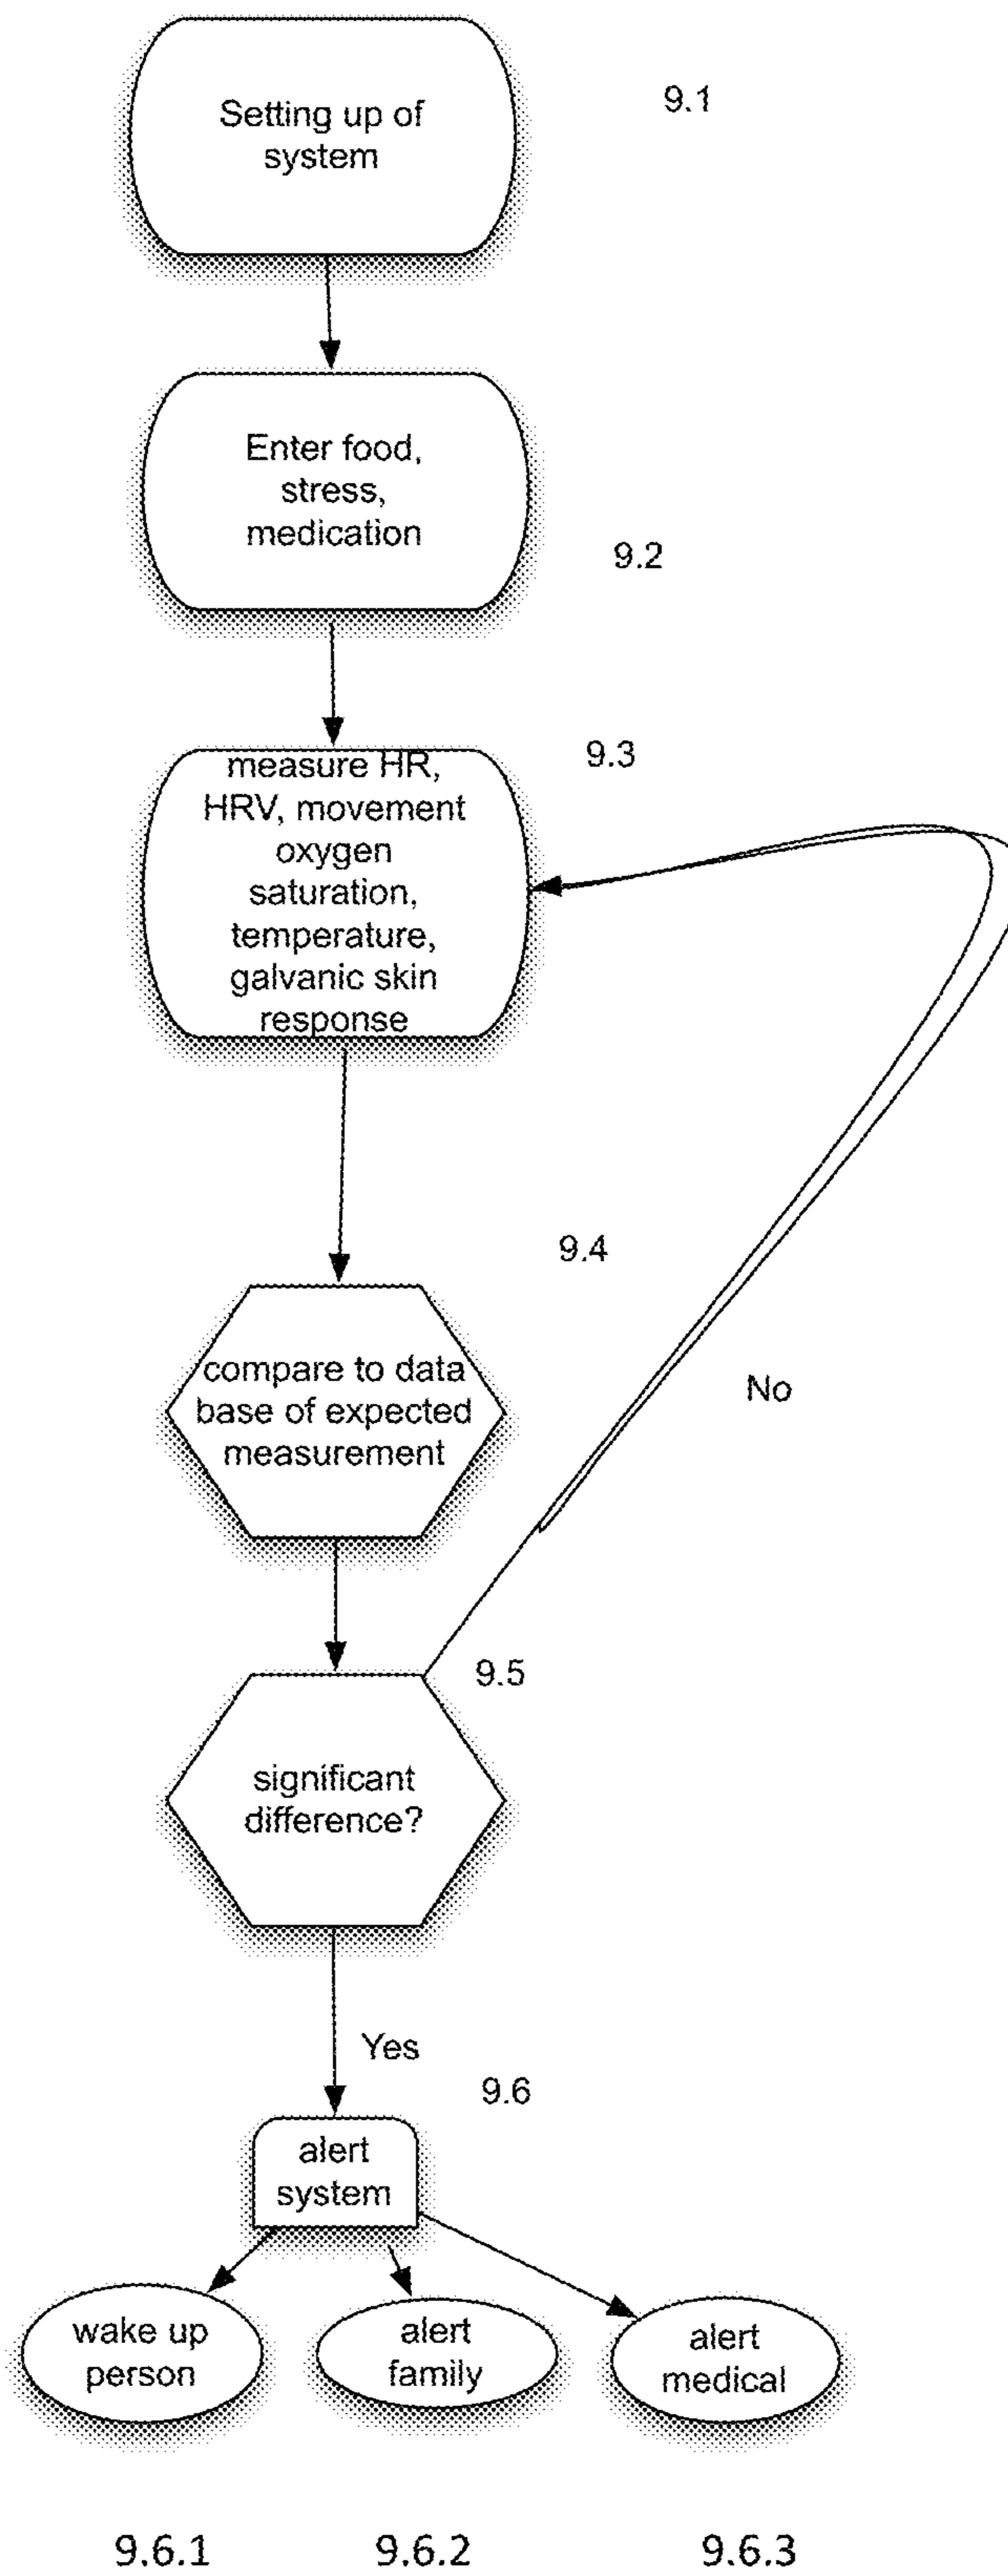 Setting up of
system
9.1
Enter food,
stress,
medication
9.2
9.3
measure HR,
HRV, movement
oxygen
saturation,
temperature,
galvanic skin
response
9.4
compare to data
base of expected
measurement
No
9.5
significant
difference?
Yes
9.6
alert
system
wake up
person
alert
family
alert
medical
9.6.1
9.6.2
9.6.3